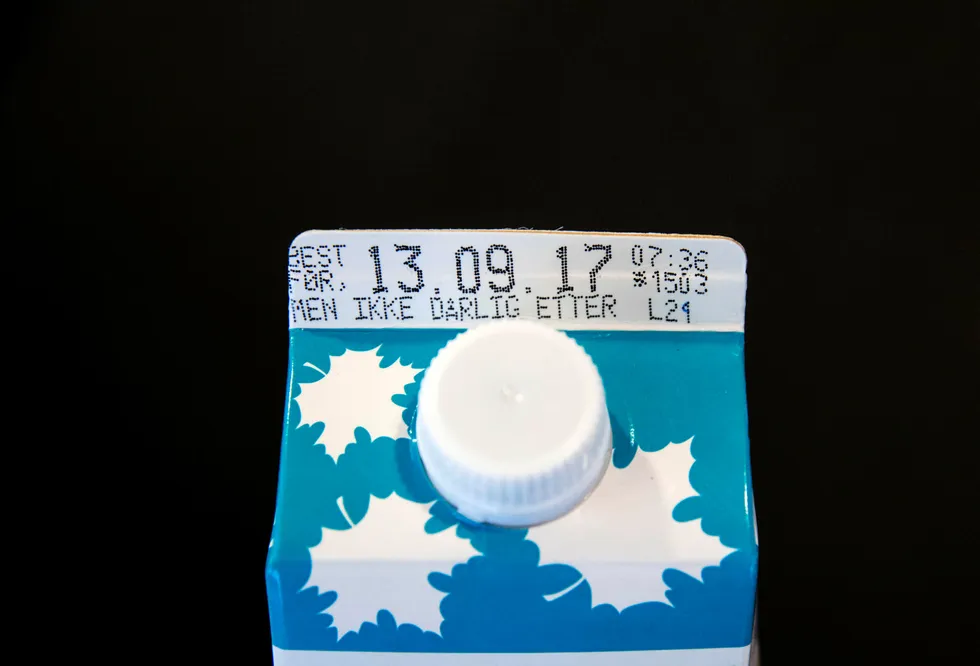 BEST 13.09.17 07:36
FØR, *1503
MEN IKKE DÅRLIG ETTER L29